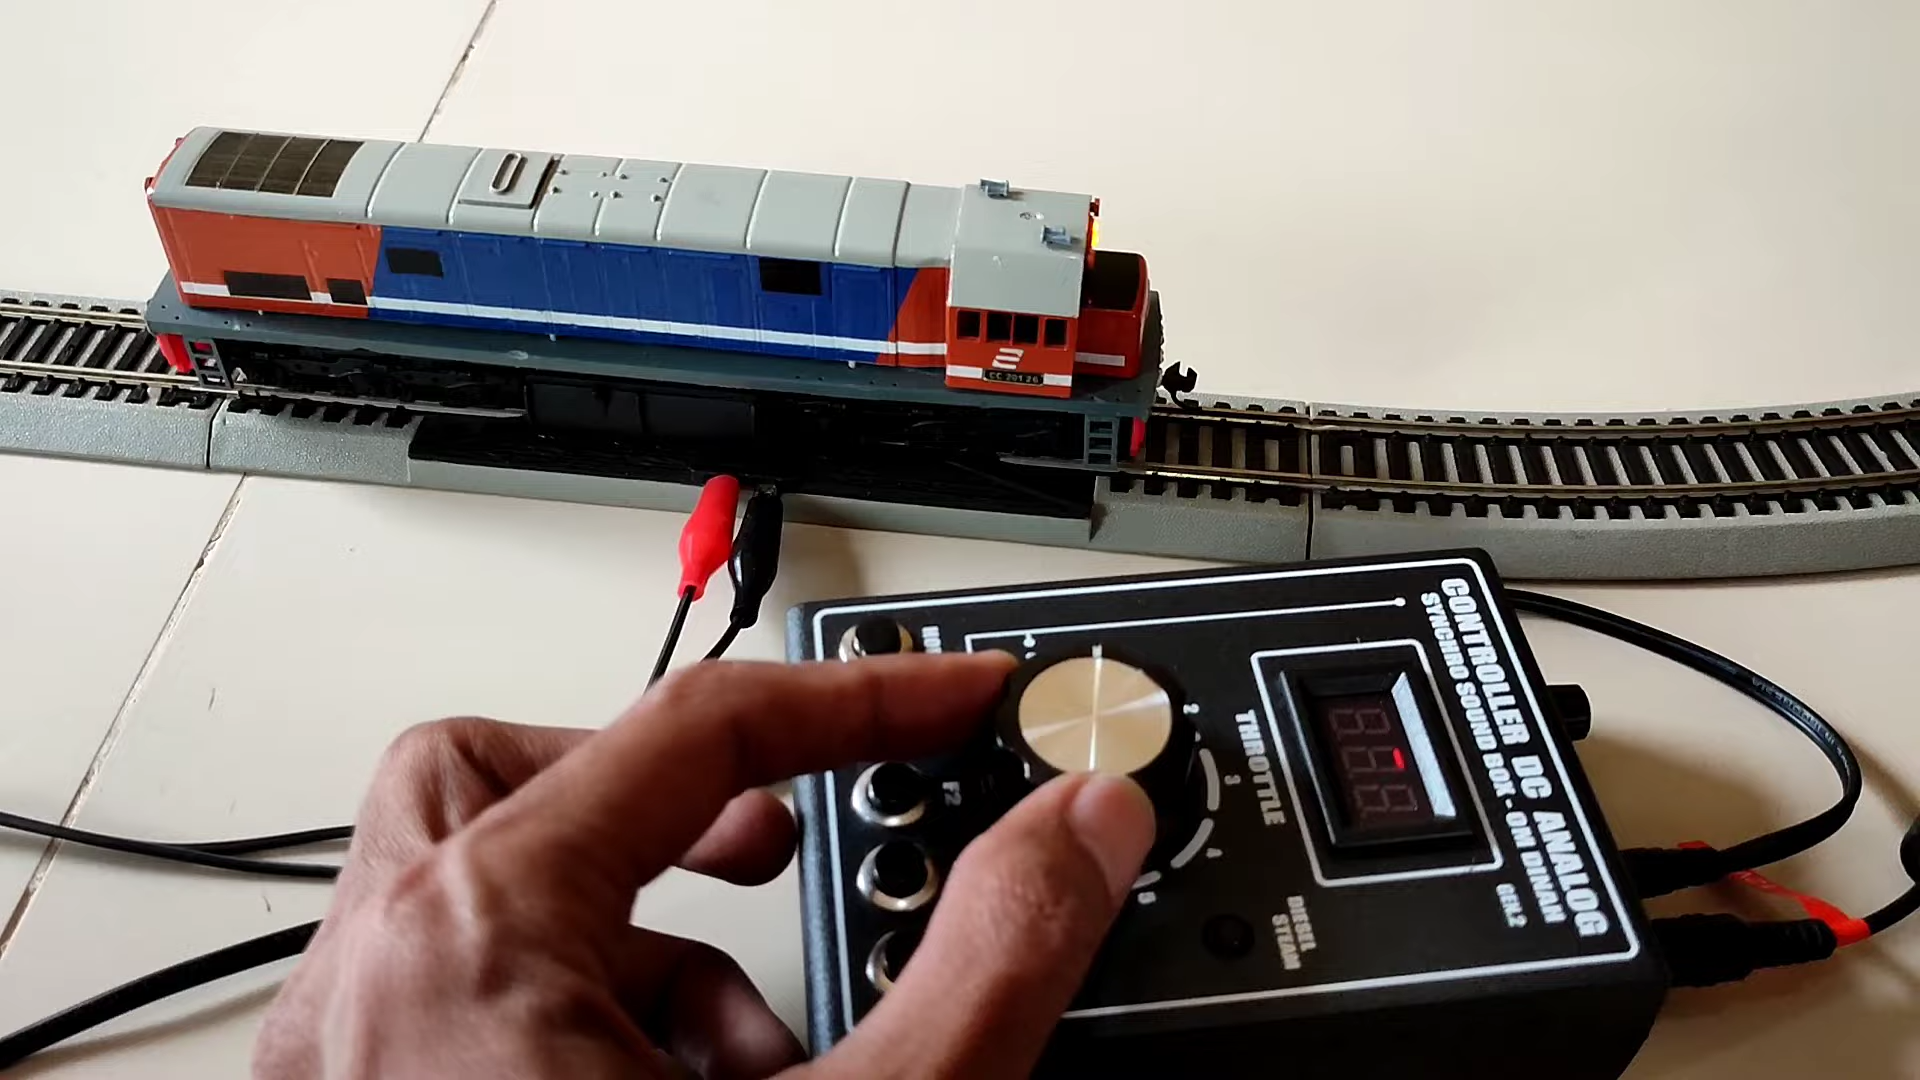 CC 201 26
CONTROLLER DC ANALOG
SYNCHRO SOUND BOX - OM DINAN
GEN.2
THROTTLE
2
3
4
5
F2
DIESEL
STEAM